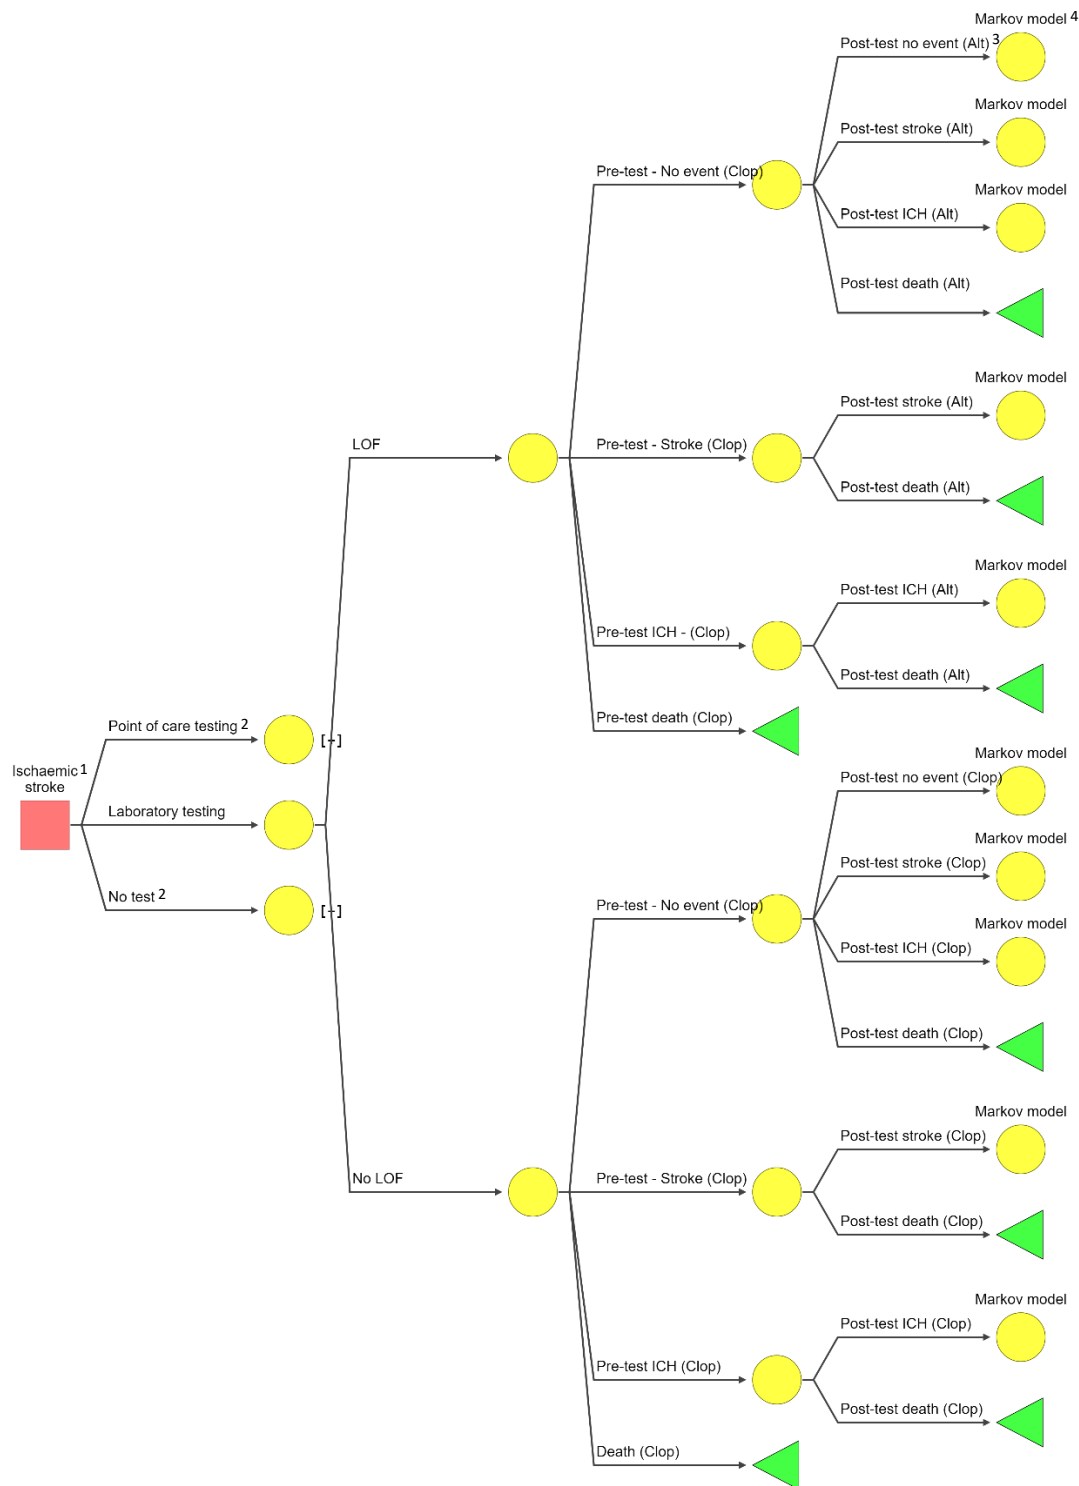 Markov model 4
Post-test no event (Alt) 3
Markov model
Post-test stroke (Alt)
Markov model
Pre-test - No event (Clop)
Post-test ICH (Alt)
Post-test death (Alt)
Markov model
Post-test stroke (Alt)
LOF
Pre-test - Stroke (Clop)
Post-test death (Alt)
Markov model
Post-test ICH (Alt)
Pre-test ICH - (Clop)
Post-test death (Alt)
Pre-test death (Clop)
Point of care testing 2
[+]
Markov model
Ischaemic 1
stroke
Post-test no event (Clop)
Laboratory testing
Markov model
Post-test stroke (Clop)
No test 2
[+]
Pre-test - No event (Clop)
Markov model
Post-test ICH (Clop)
Post-test death (Clop)
Markov model
Post-test stroke (Clop)
No LOF
Pre-test - Stroke (Clop)
Post-test death (Clop)
Markov model
Post-test ICH (Clop)
Pre-test ICH (Clop)
Post-test death (Clop)
Death (Clop)